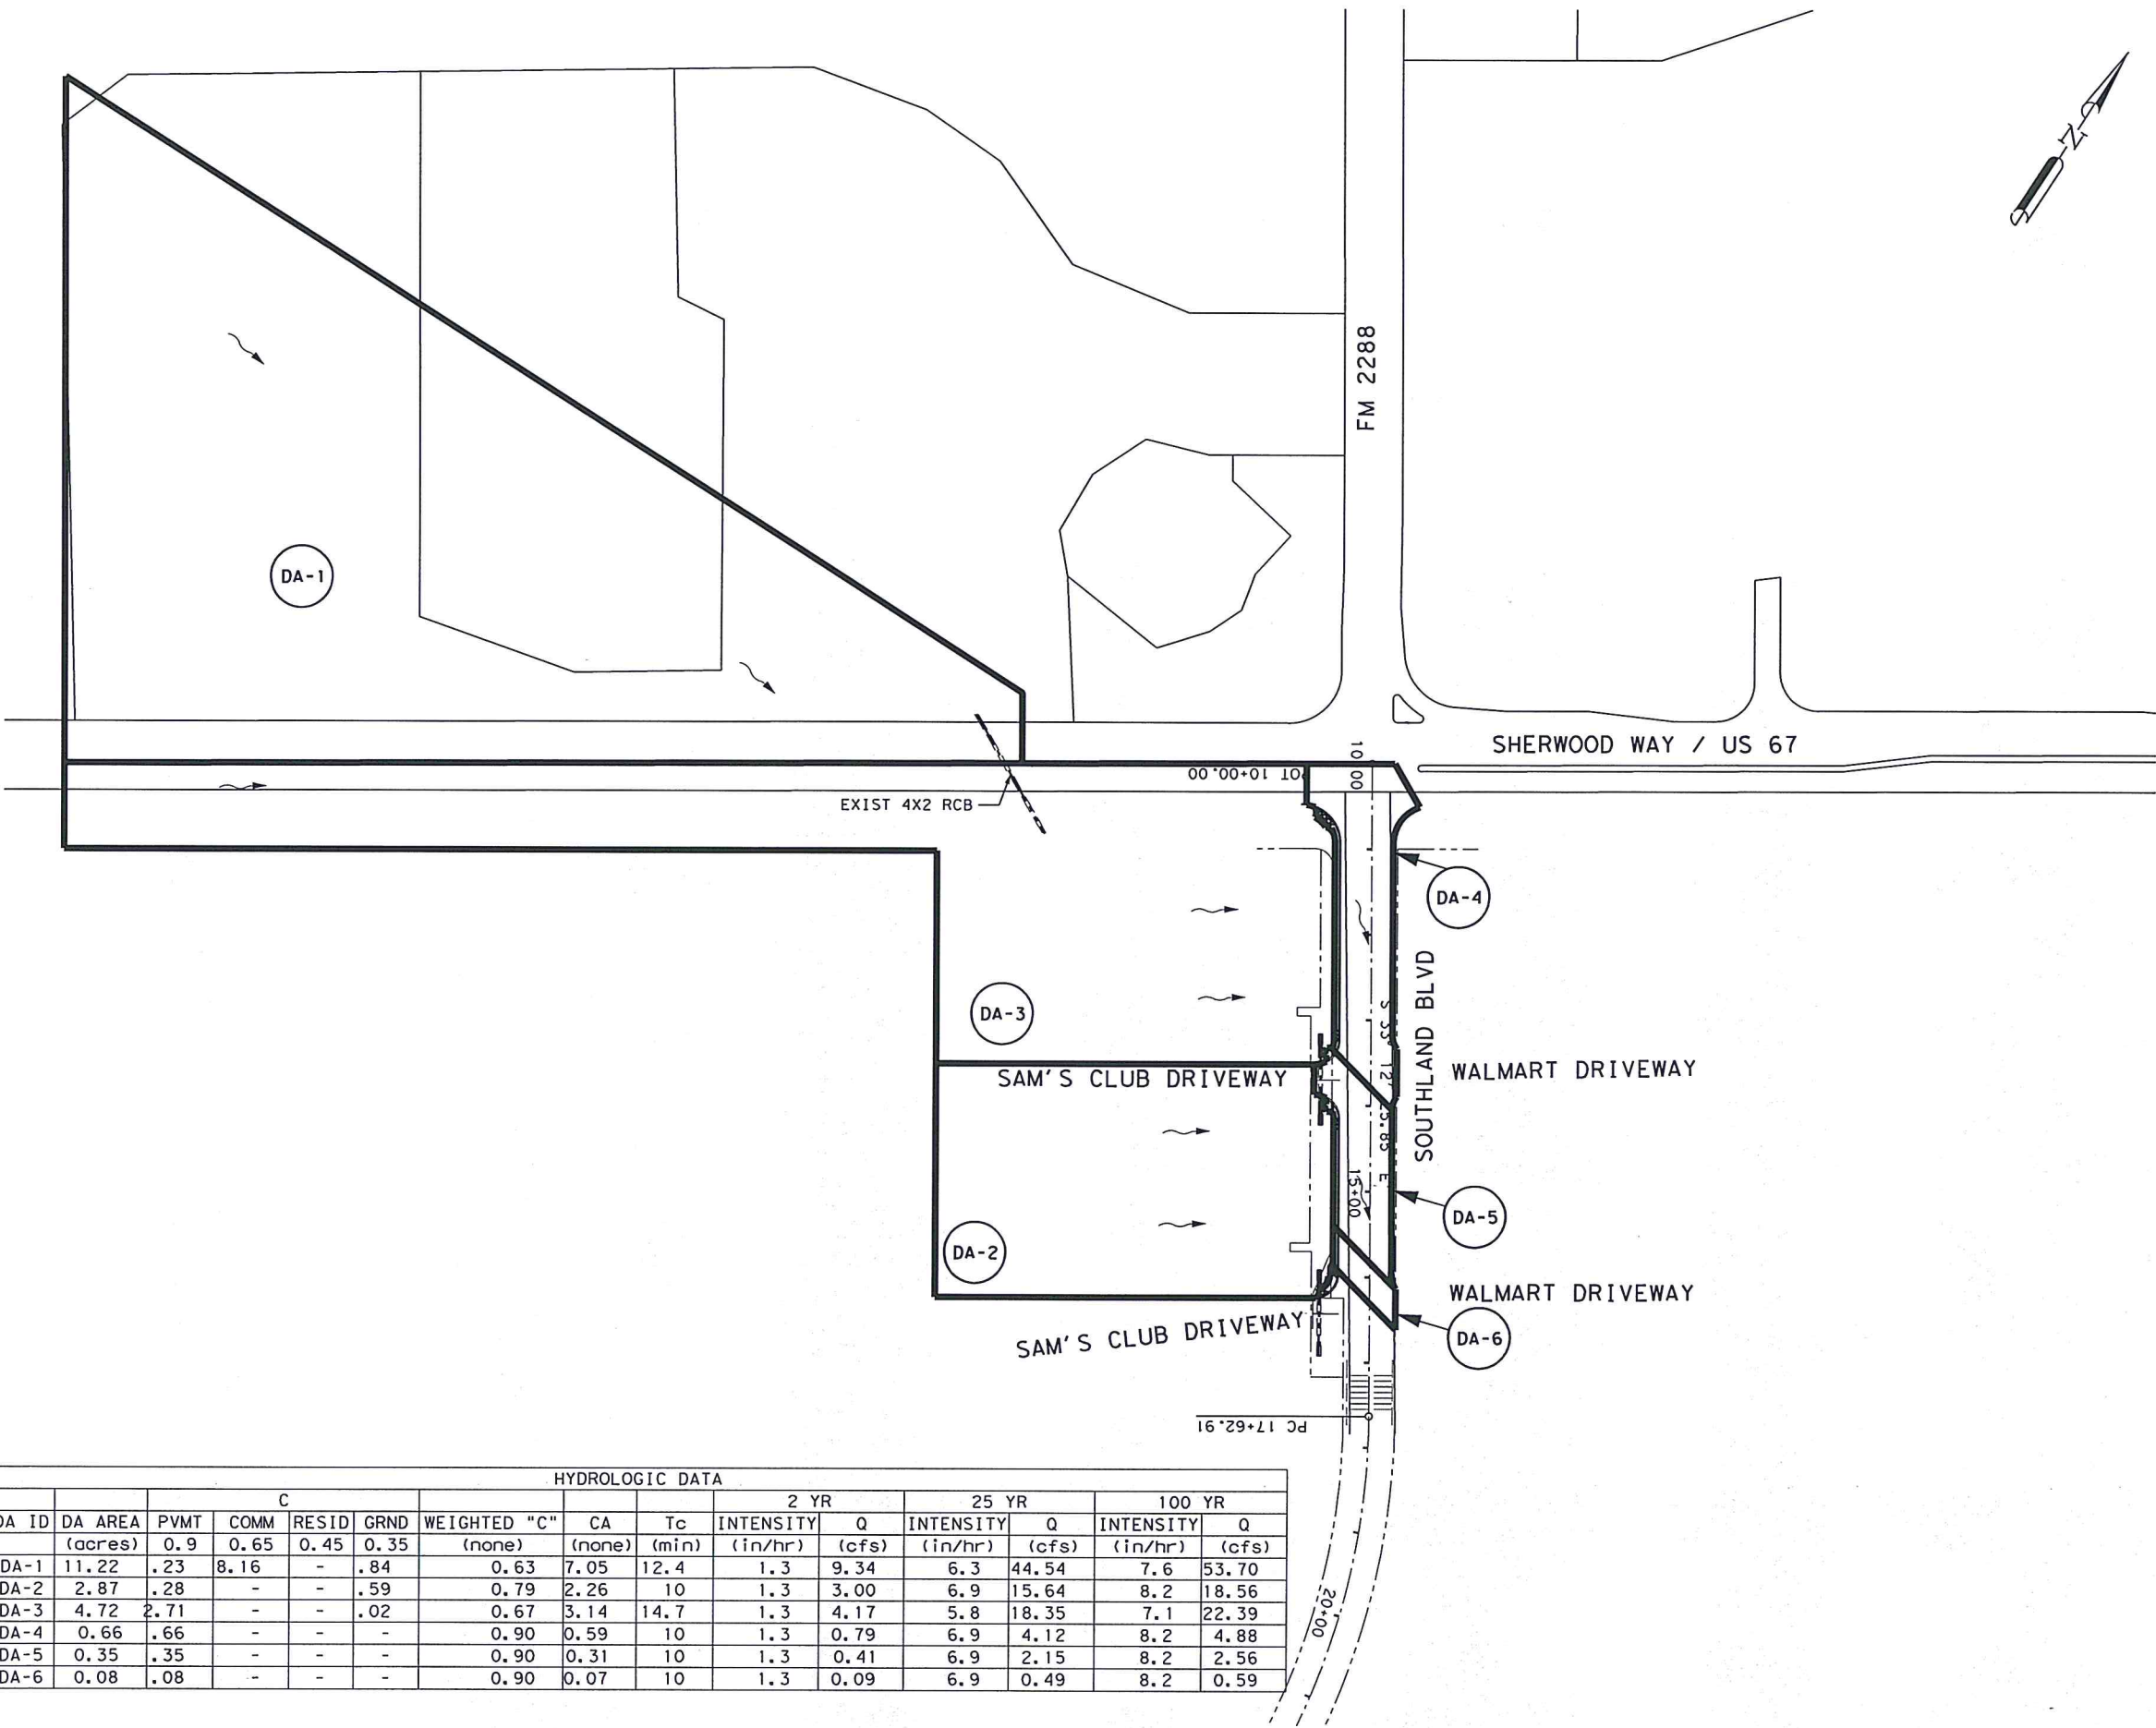 FM 2288
N
DA-1
SHERWOOD WAY / US 67
10 00
POT 10+00.00
EXIST 4X2 RCB
DA-4
SOUTHLAND BLVD
DA-3
SAM'S CLUB DRIVEWAY
WALMART DRIVEWAY
15+00
DA-5
DA-2
WALMART DRIVEWAY
SAM'S CLUB DRIVEWAY
DA-6
PC 17+62.91
20+00
HYDROLOGIC DATA
C 2 YR 25 YR 100 YR
DA ID DA AREA PVMT COMM RESID GRND WEIGHTED "C" CA Tc INTENSITY Q INTENSITY Q INTENSITY Q
(acres) 0.9 0.65 0.45 0.35 (none) (none) (min) (in/hr) (cfs) (in/hr) (cfs) (in/hr) (cfs)
DA-1 11.22 .23 8.16 - .84 0.63 7.05 12.4 1.3 9.34 6.3 44.54 7.6 53.70
DA-2 2.87 .28 - - .59 0.79 2.26 10 1.3 3.00 6.9 15.64 8.2 18.56
DA-3 4.72 2.71 - - .02 0.67 3.14 14.7 1.3 4.17 5.8 18.35 7.1 22.39
DA-4 0.66 .66 - - - 0.90 0.59 10 1.3 0.79 6.9 4.12 8.2 4.88
DA-5 0.35 .35 - - - 0.90 0.31 10 1.3 0.41 6.9 2.15 8.2 2.56
DA-6 0.08 .08 - - - 0.90 0.07 10 1.3 0.09 6.9 0.49 8.2 0.59